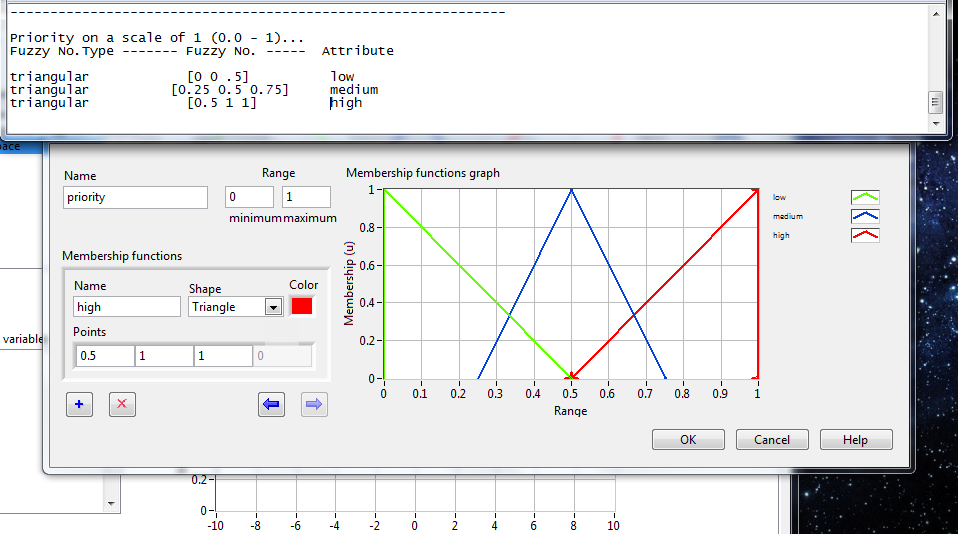 ------------------------------------------------------------
Priority on a scale of 1 (0.0 - 1)...
Fuzzy No.Type ------- Fuzzy No. ----- Attribute
triangular [0 0 .5] low
triangular [0.25 0.5 0.75] medium
triangular [0.5 1 1] high
pace
Name
priority
Range
0 1
minimum maximum
Membership functions
Name Shape Color
high Triangle
Points
0.5 1 1 0
variable
Membership functions graph
Membership (u)
1
0.8
0.6
0.4
0.2
0
0 0.1 0.2 0.3 0.4 0.5 0.6 0.7 0.8 0.9 1
Range
low
medium
high
OK Cancel Help
0.2
0
-10 -8 -6 -4 -2 0 2 4 6 8 10